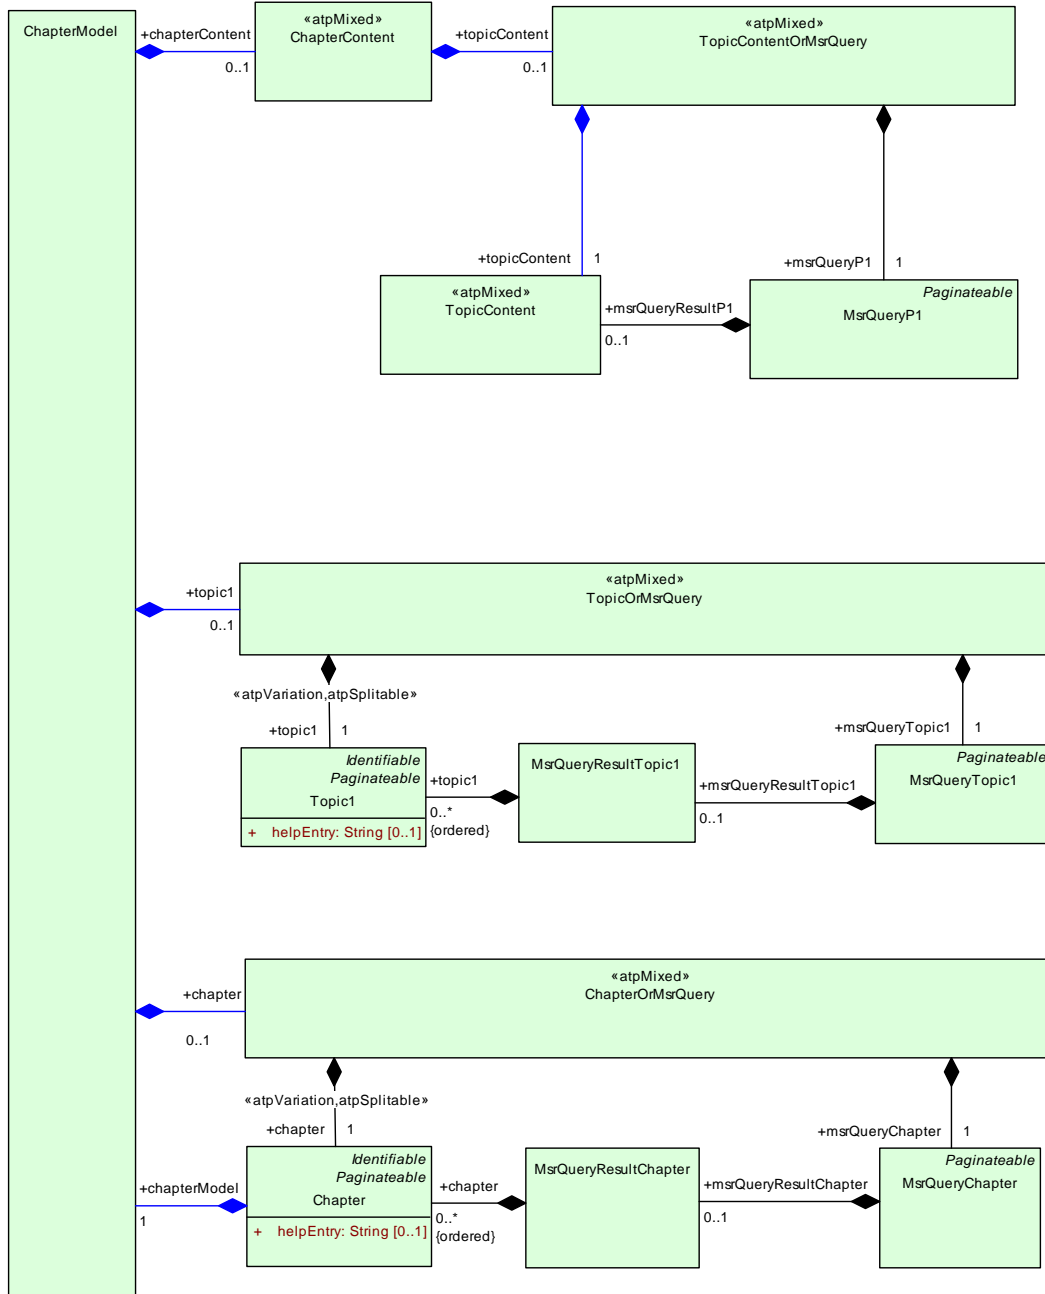 ChapterModel
+chapterContent
0..1
«atpMixed»
ChapterContent
+topicContent
0..1
«atpMixed»
TopicContentOrMsrQuery
+topicContent
1
+msrQueryP1
1
«atpMixed»
TopicContent
+msrQueryResultP1
0..1
Paginateable
MsrQueryP1
+topic1
0..1
«atpMixed»
TopicOrMsrQuery
«atpVariation,atpSplitable»
+topic1
1
+msrQueryTopic1
1
Identifiable
Paginateable
Topic1
+ helpEntry: String [0..1]
+topic1
0..*
{ordered}
MsrQueryResultTopic1
+msrQueryResultTopic1
0..1
Paginateable
MsrQueryTopic1
+chapter
0..1
«atpMixed»
ChapterOrMsrQuery
«atpVariation,atpSplitable»
+chapter
1
+msrQueryChapter
1
+chapterModel
1
Identifiable
Paginateable
Chapter
+ helpEntry: String [0..1]
+chapter
0..*
{ordered}
MsrQueryResultChapter
+msrQueryResultChapter
0..1
Paginateable
MsrQueryChapter